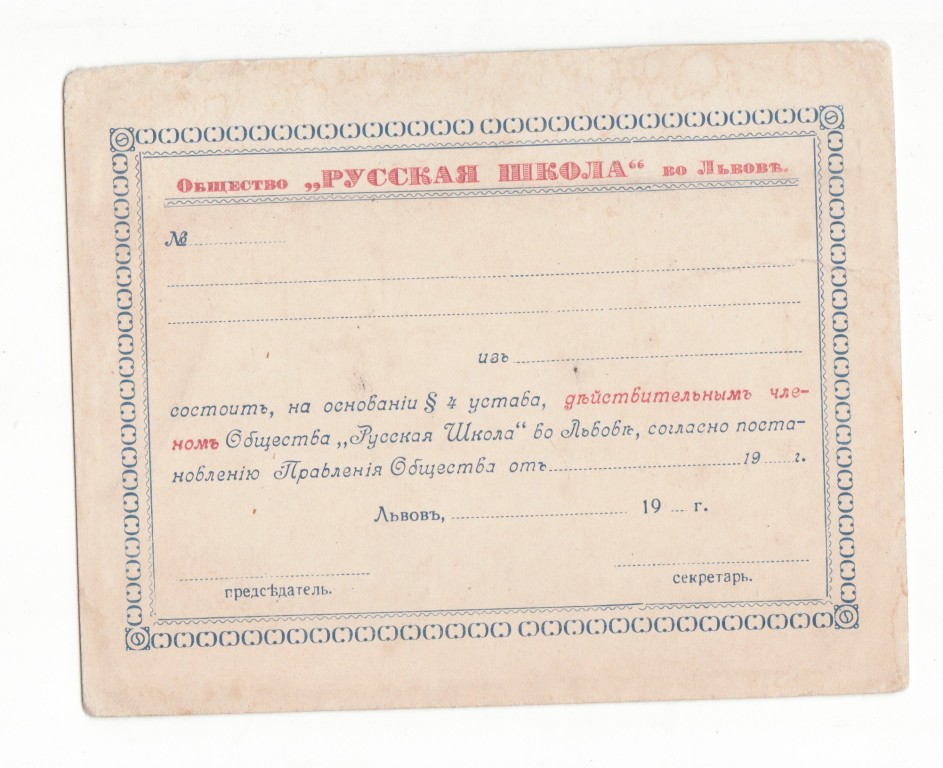 Общество „РУССКАЯ ШКОЛА“ во Львовѣ.
№
изъ
состоитъ, на основаніи § 4 устава, дѣйствительнымъ чле-
номъ Общества „Русская Школа“ во Львовѣ, согласно поста-
новленію Правленія Общества отъ 19 г.
Львовъ, 19 г.
предсѣдатель. секретарь.